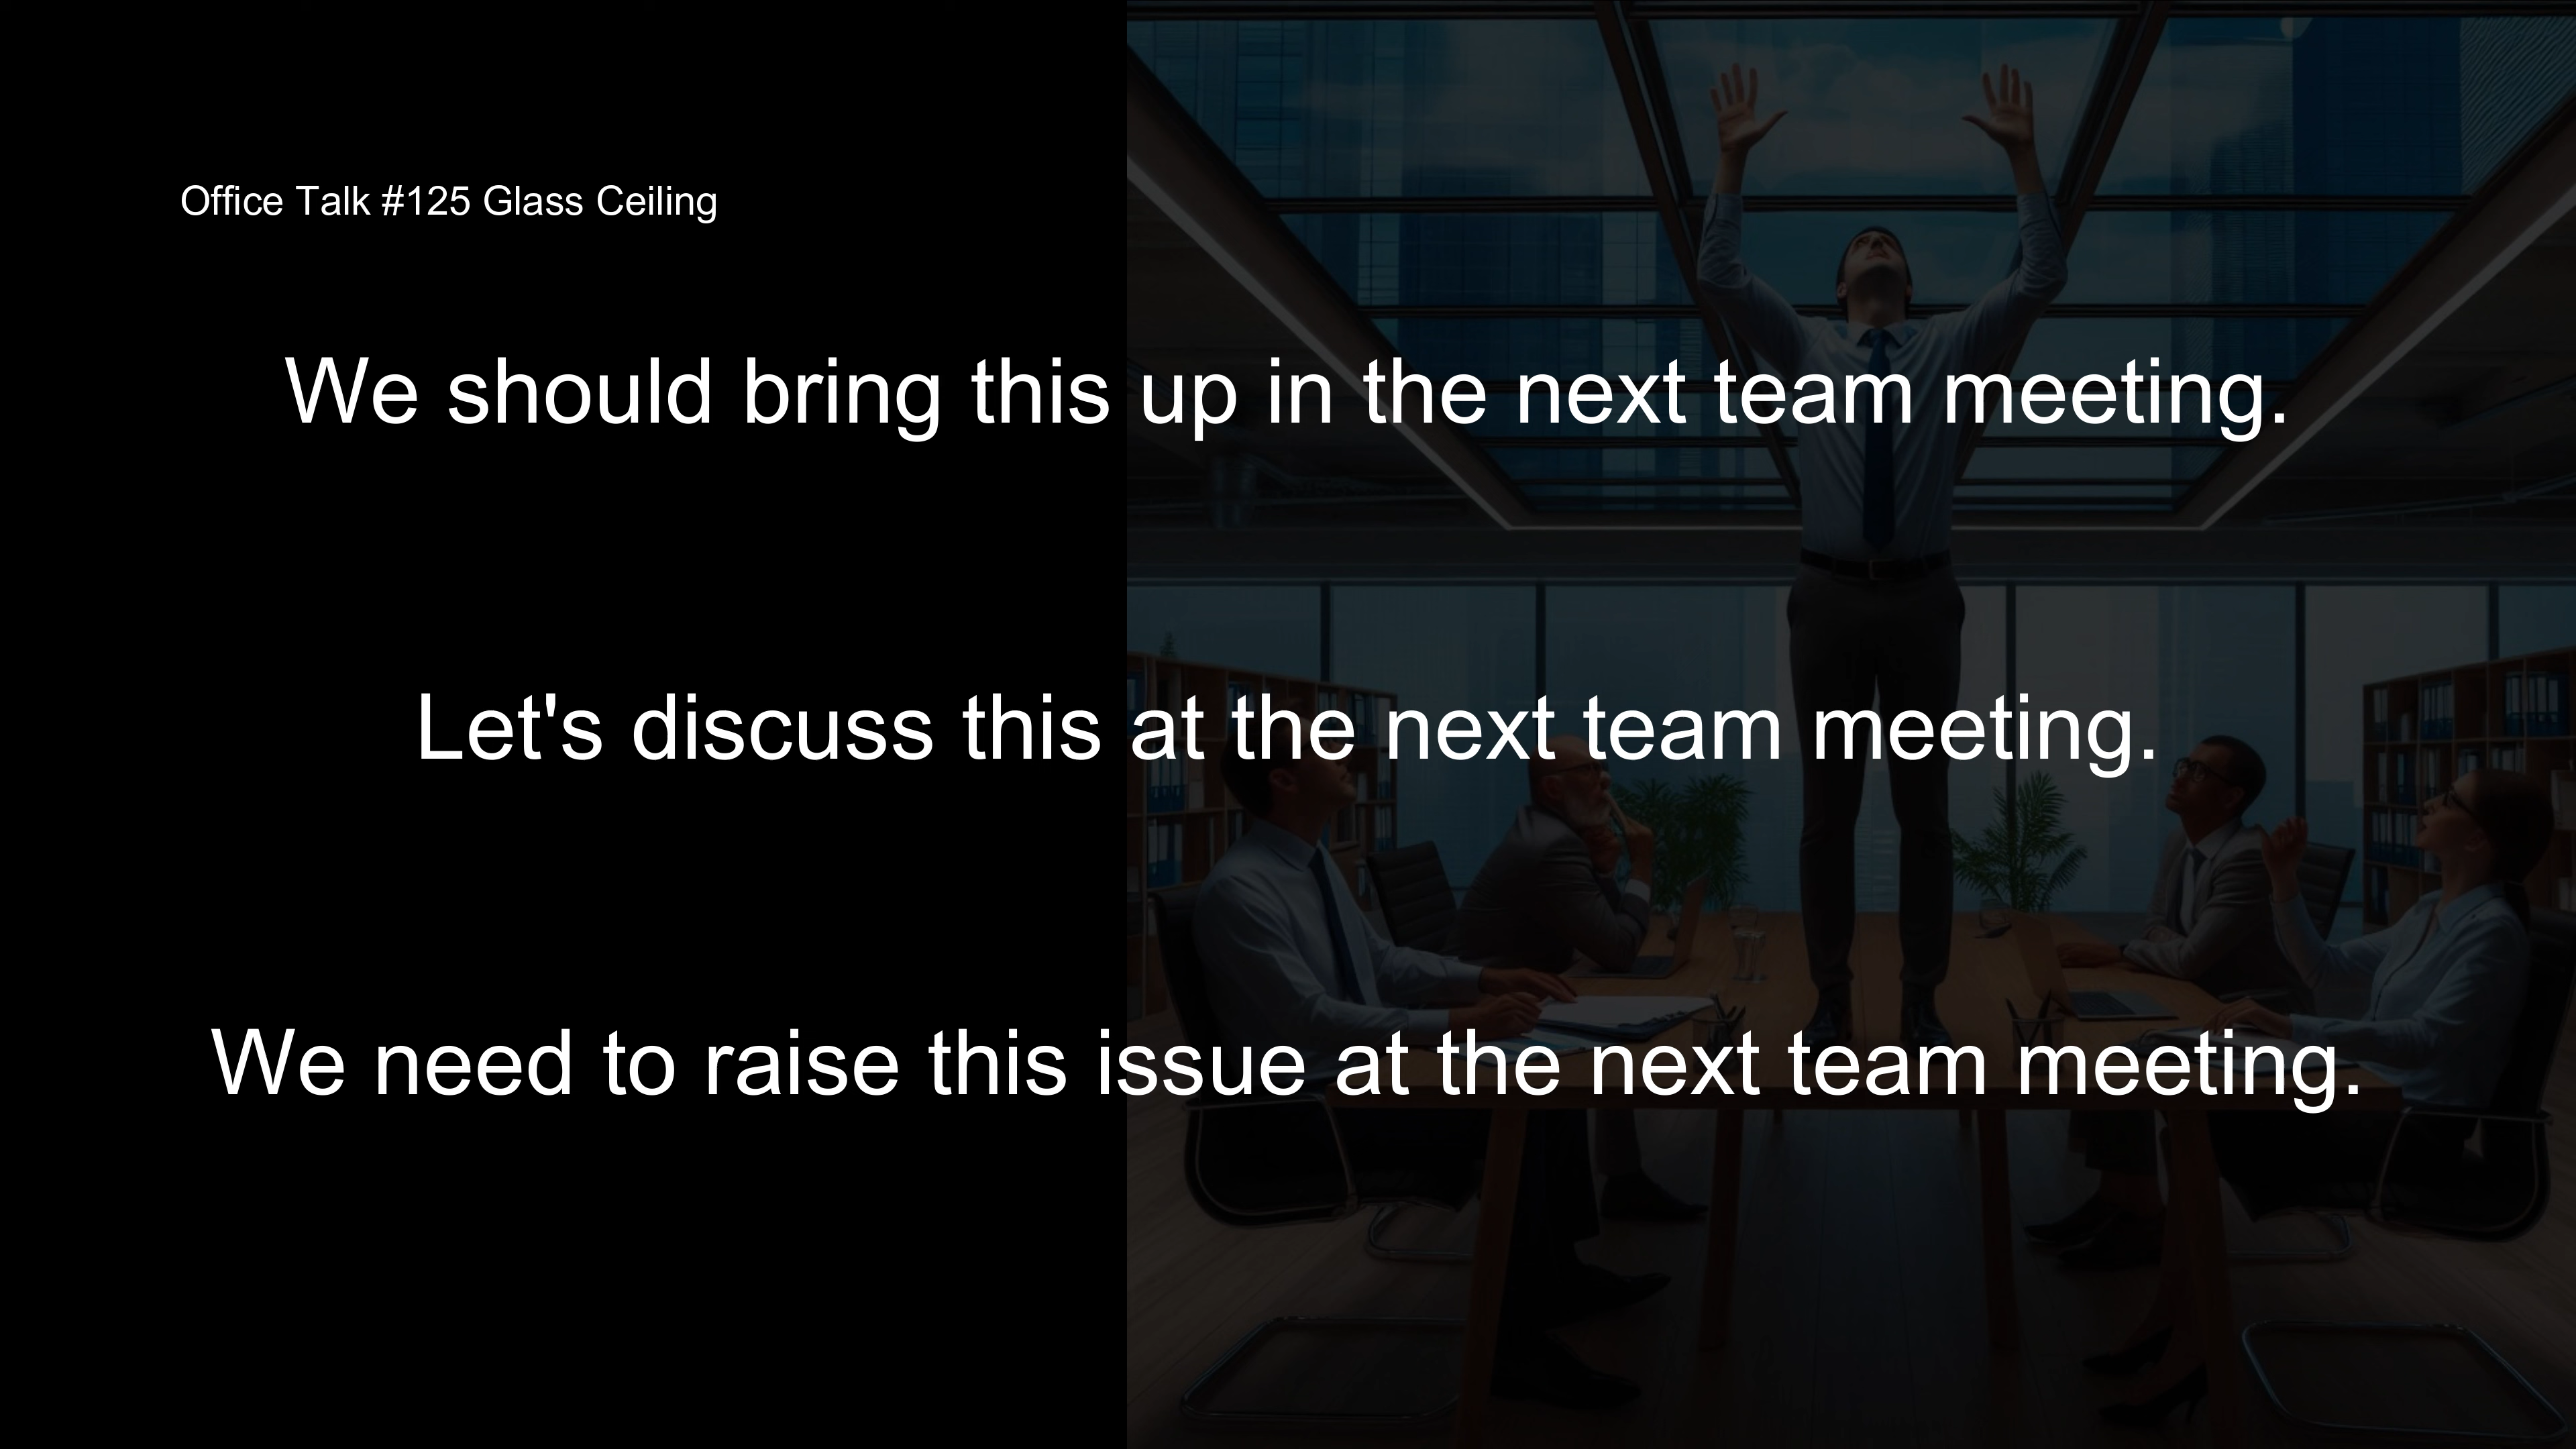 Office Talk #125 Glass Ceiling
We should bring this up in the next team meeting.
Let's discuss this at the next team meeting.
We need to raise this issue at the next team meeting.